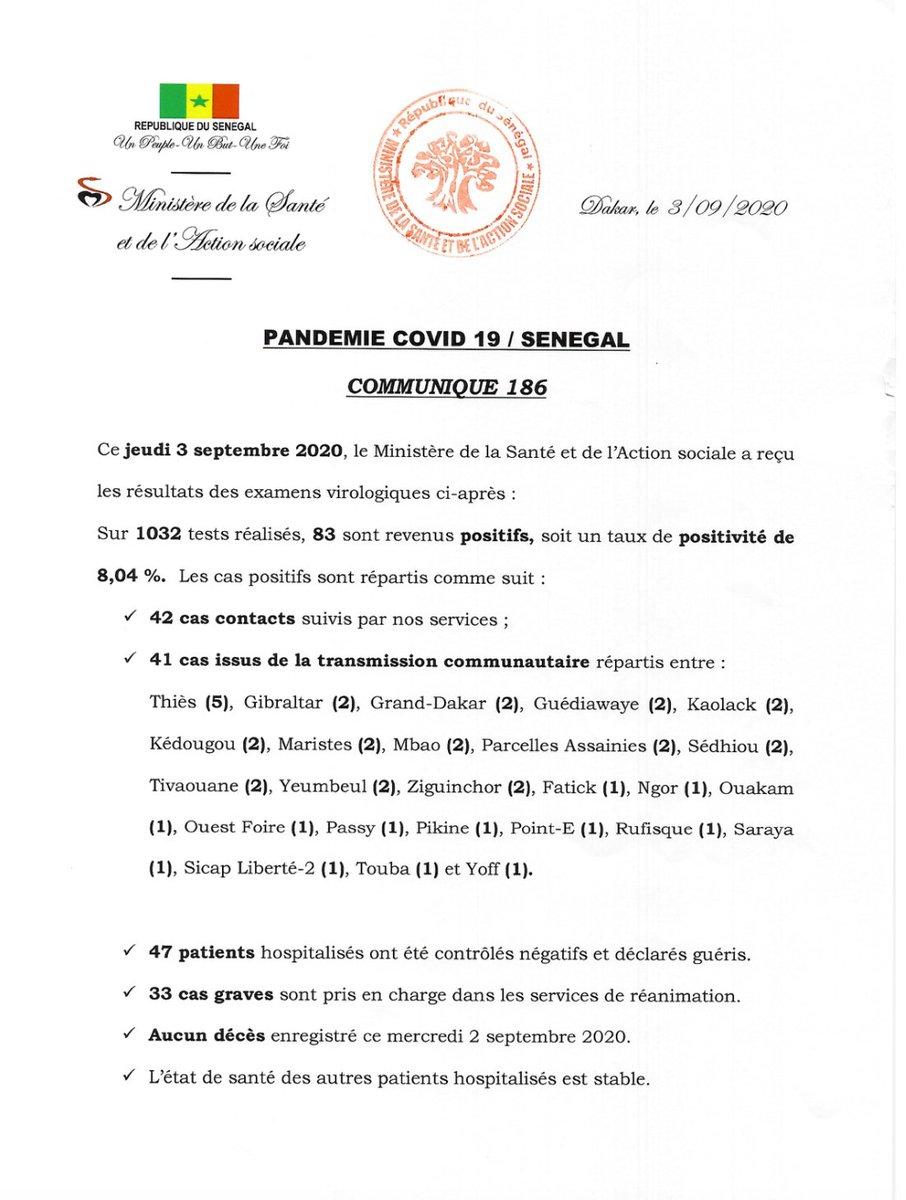 REPUBLIQUE DU SENEGAL
Un Peuple-Un But-Une Foi
Ministère de la Santé
et de l'Action sociale
République du Sénégal
MINISTERE DE LA SANTÉ ET DE L'ACTION SOCIALE
Dakar, le 3/09/2020
PANDEMIE COVID 19 / SENEGAL
COMMUNIQUE 186
Ce jeudi 3 septembre 2020, le Ministère de la Santé et de l'Action sociale a reçu
les résultats des examens virologiques ci-après :
Sur 1032 tests réalisés, 83 sont revenus positifs, soit un taux de positivité de
8,04 %. Les cas positifs sont répartis comme suit :
✓ 42 cas contacts suivis par nos services ;
✓ 41 cas issus de la transmission communautaire répartis entre :
Thiès (5), Gibraltar (2), Grand-Dakar (2), Guédiawaye (2), Kaolack (2),
Kédougou (2), Maristes (2), Mbao (2), Parcelles Assainies (2), Sédhiou (2),
Tivaouane (2), Yeumbeul (2), Ziguinchor (2), Fatick (1), Ngor (1), Ouakam
(1), Ouest Foire (1), Passy (1), Pikine (1), Point-E (1), Rufisque (1), Saraya
(1), Sicap Liberté-2 (1), Touba (1) et Yoff (1).
✓ 47 patients hospitalisés ont été contrôlés négatifs et déclarés guéris.
✓ 33 cas graves sont pris en charge dans les services de réanimation.
✓ Aucun décès enregistré ce mercredi 2 septembre 2020.
✓ L'état de santé des autres patients hospitalisés est stable.